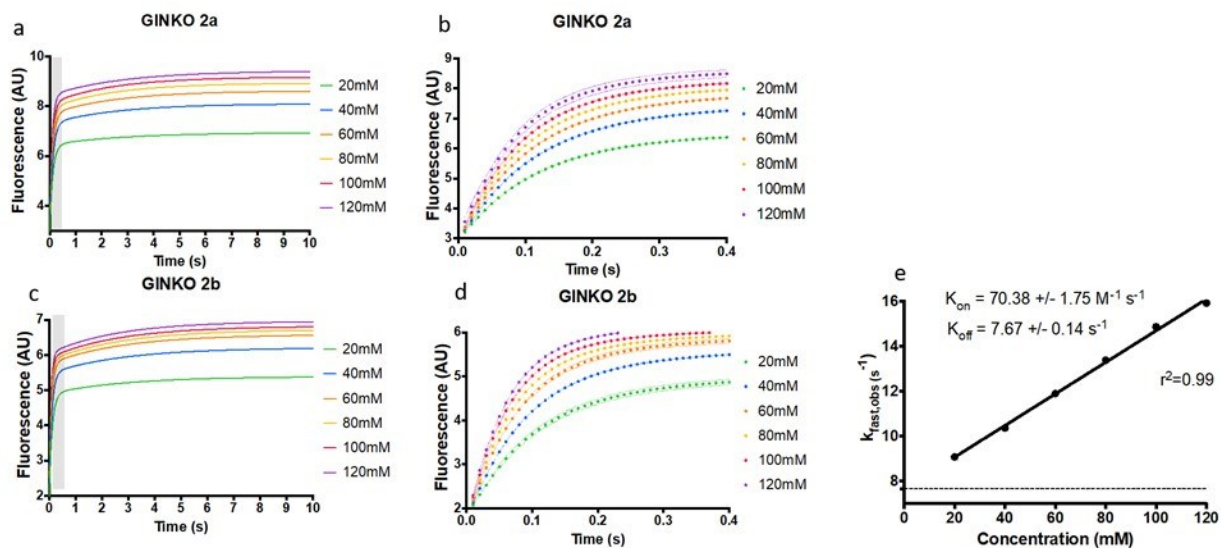 a
GINKO 2a
Fluorescence (AU)
10
8
6
4
0 1 2 3 4 5 6 7 8 9 10
Time (s)
20mM
40mM
60mM
80mM
100mM
120mM
b
GINKO 2a
Fluorescence (AU)
9
8
7
6
5
4
3
0.0 0.1 0.2 0.3 0.4
Time (s)
20mM
40mM
60mM
80mM
100mM
120mM
c
GINKO 2b
Fluorescence (AU)
7
6
5
4
3
2
0 1 2 3 4 5 6 7 8 9 10
Time (s)
20mM
40mM
60mM
80mM
100mM
120mM
d
GINKO 2b
Fluorescence (AU)
6
5
4
3
2
0.0 0.1 0.2 0.3 0.4
Time (s)
20mM
40mM
60mM
80mM
100mM
120mM
e
K_on = 70.38 +/- 1.75 M⁻¹ s⁻¹
K_off = 7.67 +/- 0.14 s⁻¹
r²=0.99
k_fast,obs (s⁻¹)
16
14
12
10
8
0 20 40 60 80 100 120
Concentration (mM)